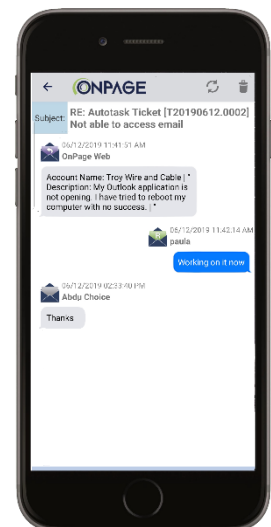 ONPAGE
Subject:
RE: Autotask Ticket [T20190612.0002]
Not able to access email
06/12/2019 11:41:51 AM
OnPage Web
Account Name: Troy Wire and Cable | "
Description: My Outlook application is
not opening. I have tried to reboot my
computer with no success. | "
06/12/2019 11:42:14 AM
paula
Working on it now
06/12/2019 02:33:40 PM
Abdu Choice
Thanks